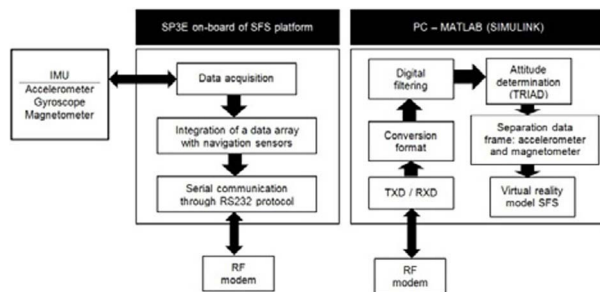 SP3E on-board of SFS platform
IMU
Accelerometer
Gyroscope
Magnetometer
Data acquisition
Integration of a data array
with navigation sensors
Serial communication
through RS232 protocol
RF
modem
PC – MATLAB (SIMULINK)
Digital
filtering
Attitude
determination
(TRIAD)
Conversion
format
Separation data
frame: accelerometer
and magnetometer
TXD / RXD
Virtual reality
model SFS
RF
modem